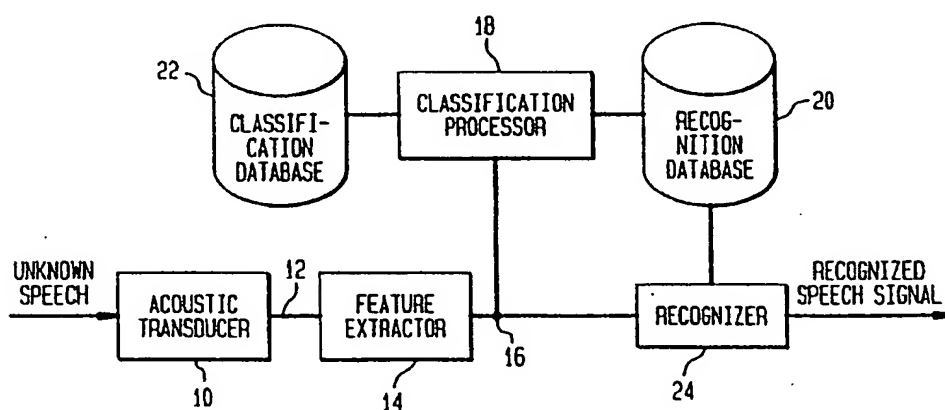 18
22
CLASSIFICATION
PROCESSOR
20
CLASSIFI-
CATION
DATABASE
RECOG-
NITION
DATABASE
UNKNOWN
SPEECH
12
ACOUSTIC
TRANSDUCER
FEATURE
EXTRACTOR
RECOGNIZER
RECOGNIZED
SPEECH SIGNAL
10
14
16
24